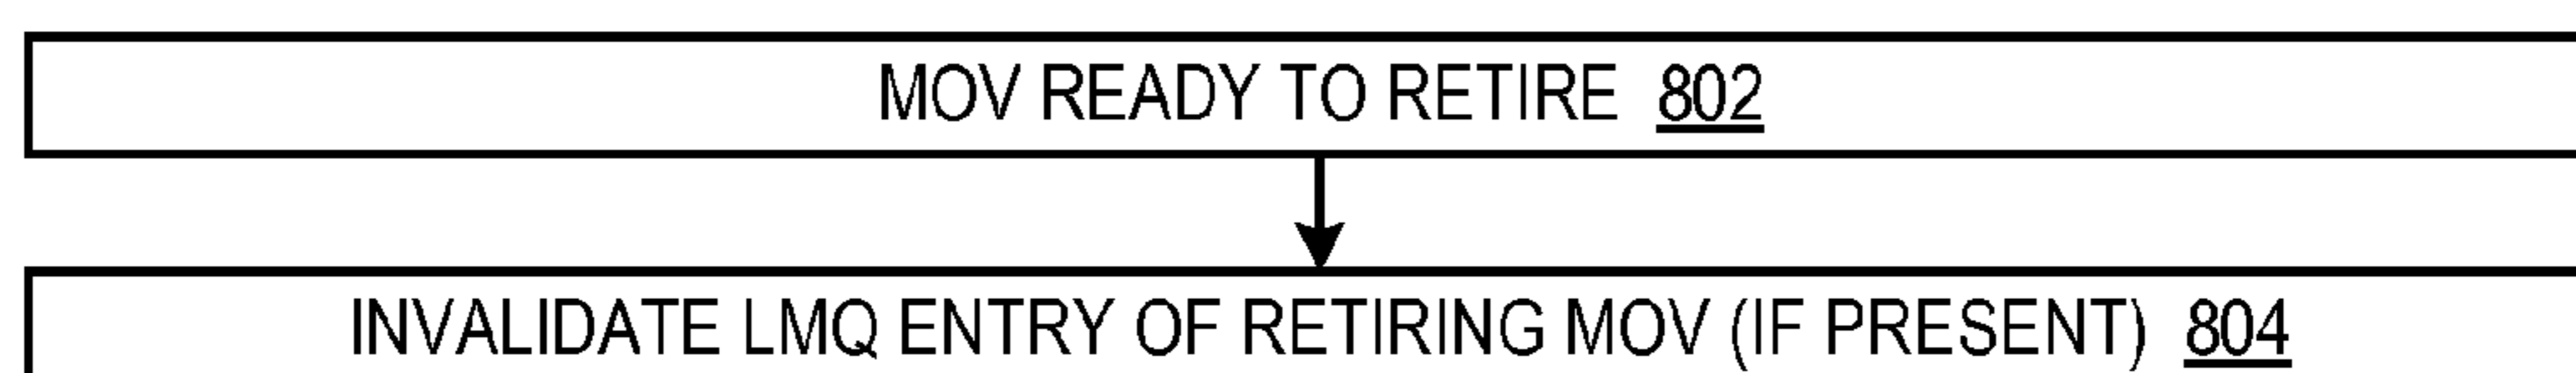 MOV READY TO RETIRE 802
INVALIDATE LMQ ENTRY OF RETIRING MOV (IF PRESENT) 804